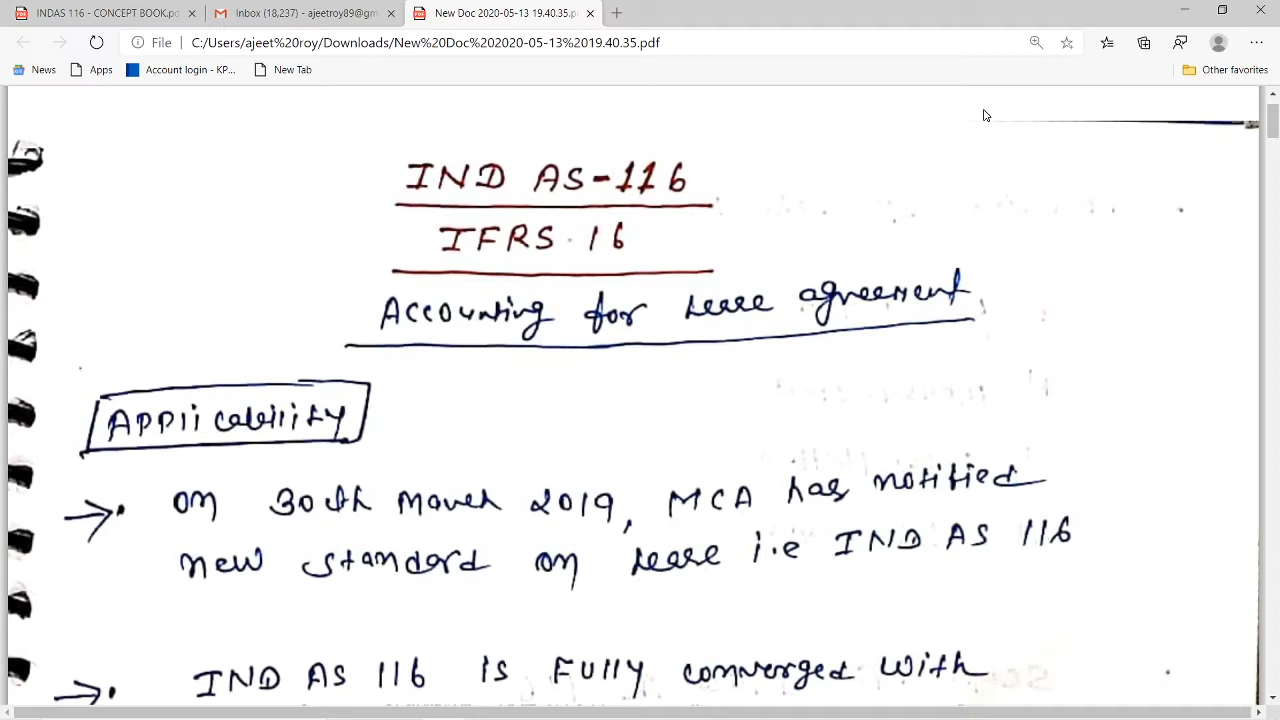 INDAS 116 - CONCEPT BOOK.pd
Inbox (18,237) - ajeetroy89@gm
New Doc 2020-05-13 19.40.35.p
File
C:/Users/ajeet%20roy/Downloads/New%20Doc%202020-05-13%2019.40.35.pdf
News
Apps
Account login - KP...
New Tab
Other favorites
IND AS-116
IFRS 16
Accounting for Lease agreement
Applicability
→• on 30th March 2019, MCA has notified
new standard on Lease i.e IND AS 116
→• IND AS 116 is Fully converged with